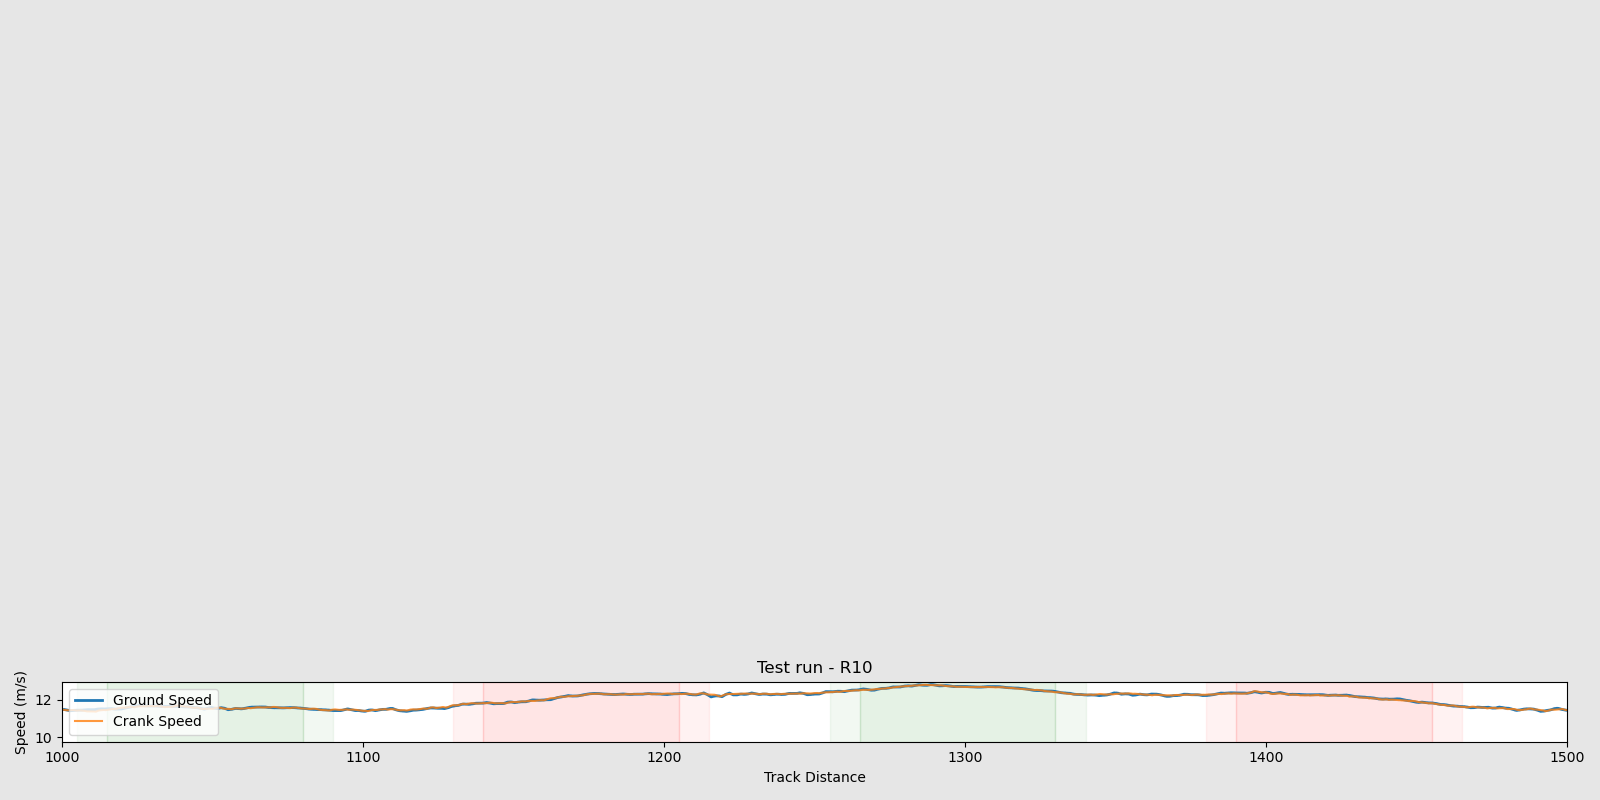 Test run - R10
Speed (m/s)
12
10
Ground Speed
Crank Speed
1000 1100 1200 1300 1400 1500
Track Distance